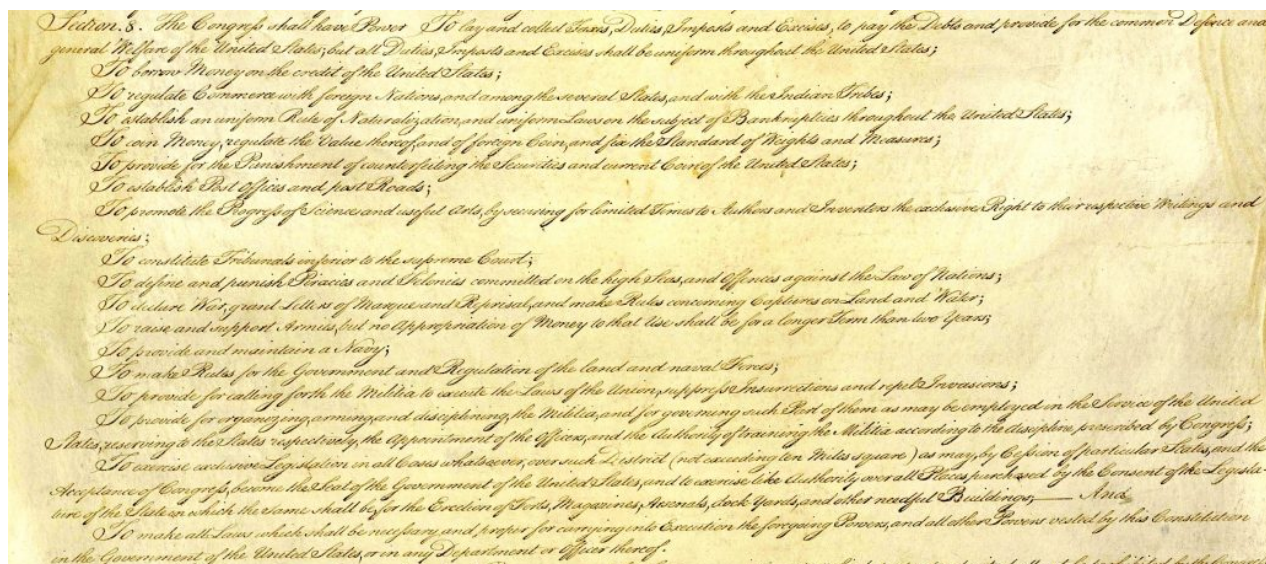 Section. 8. The Congress shall have Power To lay and collect Taxes, Duties, Imposts and Excises, to pay the Debts and provide for the common Defence and
general Welfare of the United States; but all Duties, Imposts and Excises shall be uniform throughout the United States;
To borrow Money on the credit of the United States;
To regulate Commerce with foreign Nations, and among the several States, and with the Indian Tribes;
To establish an uniform Rule of Naturalization, and uniform Laws on the subject of Bankruptcies throughout the United States;
To coin Money, regulate the Value thereof, and of foreign Coin, and fix the Standard of Weights and Measures;
To provide for the Punishment of counterfeiting the Securities and current Coin of the United States;
To establish Post Offices and post Roads;
To promote the Progress of Science and useful Arts, by securing for limited Times to Authors and Inventors the exclusive Right to their respective Writings and
Discoveries;
To constitute Tribunals inferior to the supreme Court;
To define and punish Piracies and Felonies committed on the high Seas, and Offences against the Law of Nations;
To declare War, grant Letters of Marque and Reprisal, and make Rules concerning Captures on Land and Water;
To raise and support Armies, but no Appropriation of Money to that Use shall be for a longer Term than two Years;
To provide and maintain a Navy;
To make Rules for the Government and Regulation of the land and naval Forces;
To provide for calling forth the Militia to execute the Laws of the Union, suppress Insurrections and repel Invasions;
To provide for organizing, arming, and disciplining, the Militia, and for governing such Part of them as may be employed in the Service of the United
States, reserving to the States respectively, the Appointment of the Officers, and the Authority of training the Militia according to the discipline prescribed by Congress;
To exercise exclusive Legislation in all Cases whatsoever, over such District (not exceeding ten Miles square) as may, by Cession of particular States, and the
Acceptance of Congress, become the Seat of the Government of the United States, and to exercise like Authority over all Places purchased by the Consent of the Legisla-
ture of the State in which the Same shall be, for the Erection of Forts, Magazines, Arsenals, dock-Yards, and other needful Buildings; — And
To make all Laws which shall be necessary and proper for carrying into Execution the foregoing Powers, and all other Powers vested by this Constitution
in the Government of the United States, or in any Department or Officer thereof.